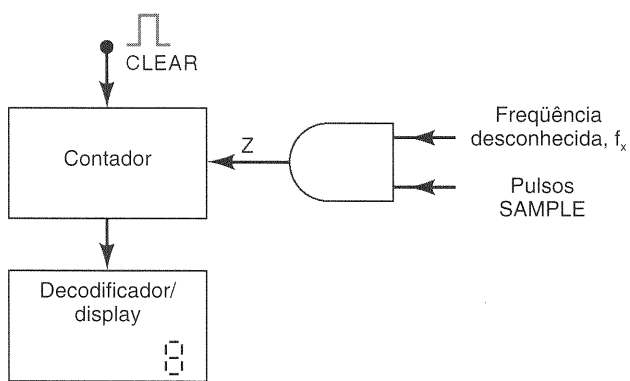 CLEAR
Contador
Z
Freqüência
desconhecida, fx
Pulsos
SAMPLE
Decodificador/
display
8